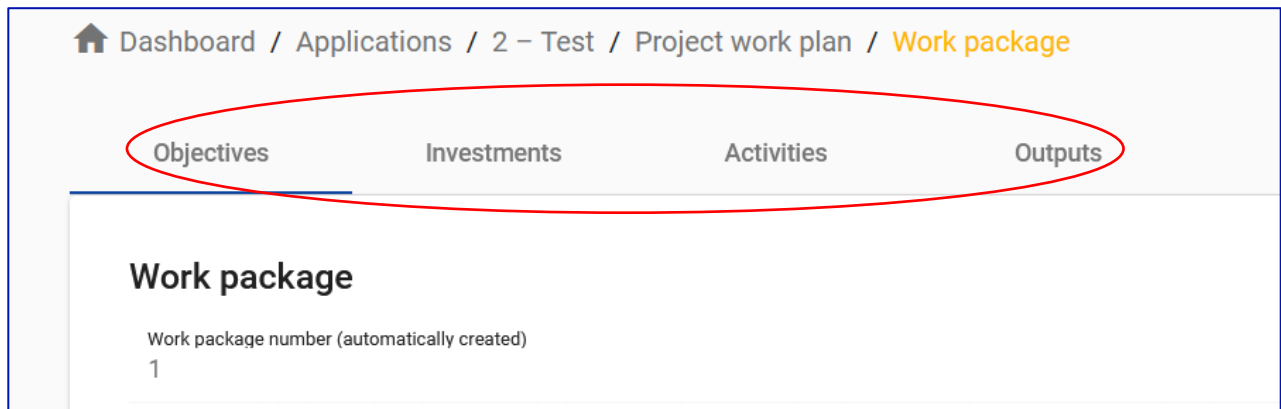 Dashboard / Applications / 2 – Test / Project work plan / Work package
Objectives Investments Activities Outputs
Work package
Work package number (automatically created)
1